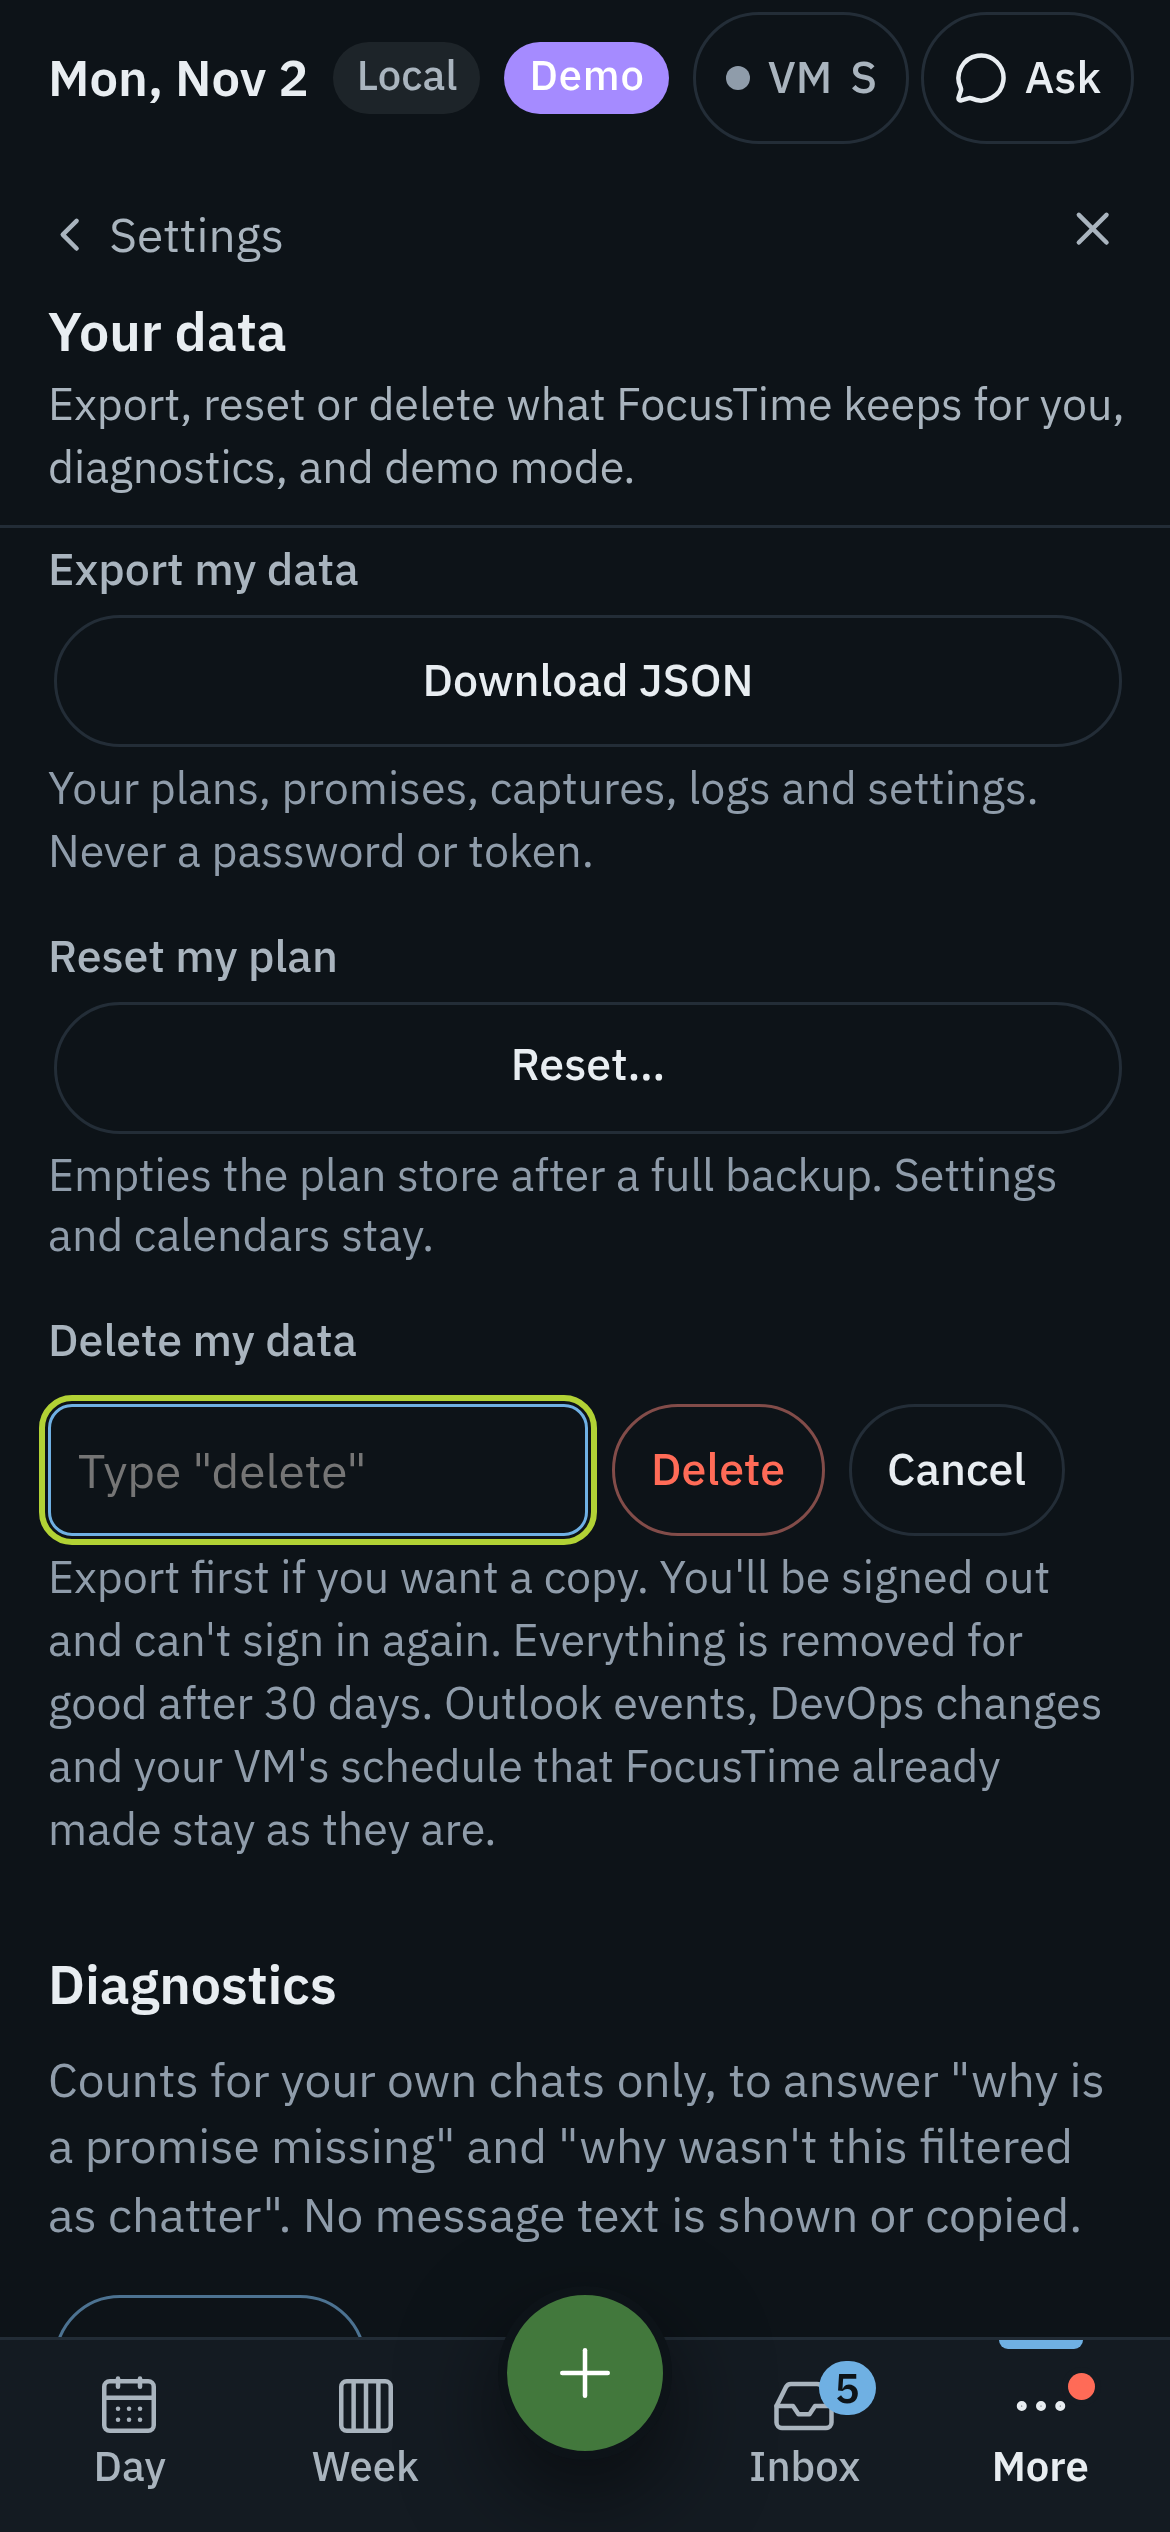 Mon, Nov 2 Local Demo VM S Ask
Settings
Your data
Export, reset or delete what FocusTime keeps for you,
diagnostics, and demo mode.
Export my data
Download JSON
Your plans, promises, captures, logs and settings.
Never a password or token.
Reset my plan
Reset...
Empties the plan store after a full backup. Settings
and calendars stay.
Delete my data
Type "delete" Delete Cancel
Export first if you want a copy. You'll be signed out
and can't sign in again. Everything is removed for
good after 30 days. Outlook events, DevOps changes
and your VM's schedule that FocusTime already
made stay as they are.
Diagnostics
Counts for your own chats only, to answer "why is
a promise missing" and "why wasn't this filtered
as chatter". No message text is shown or copied.
5
Day Week Inbox More